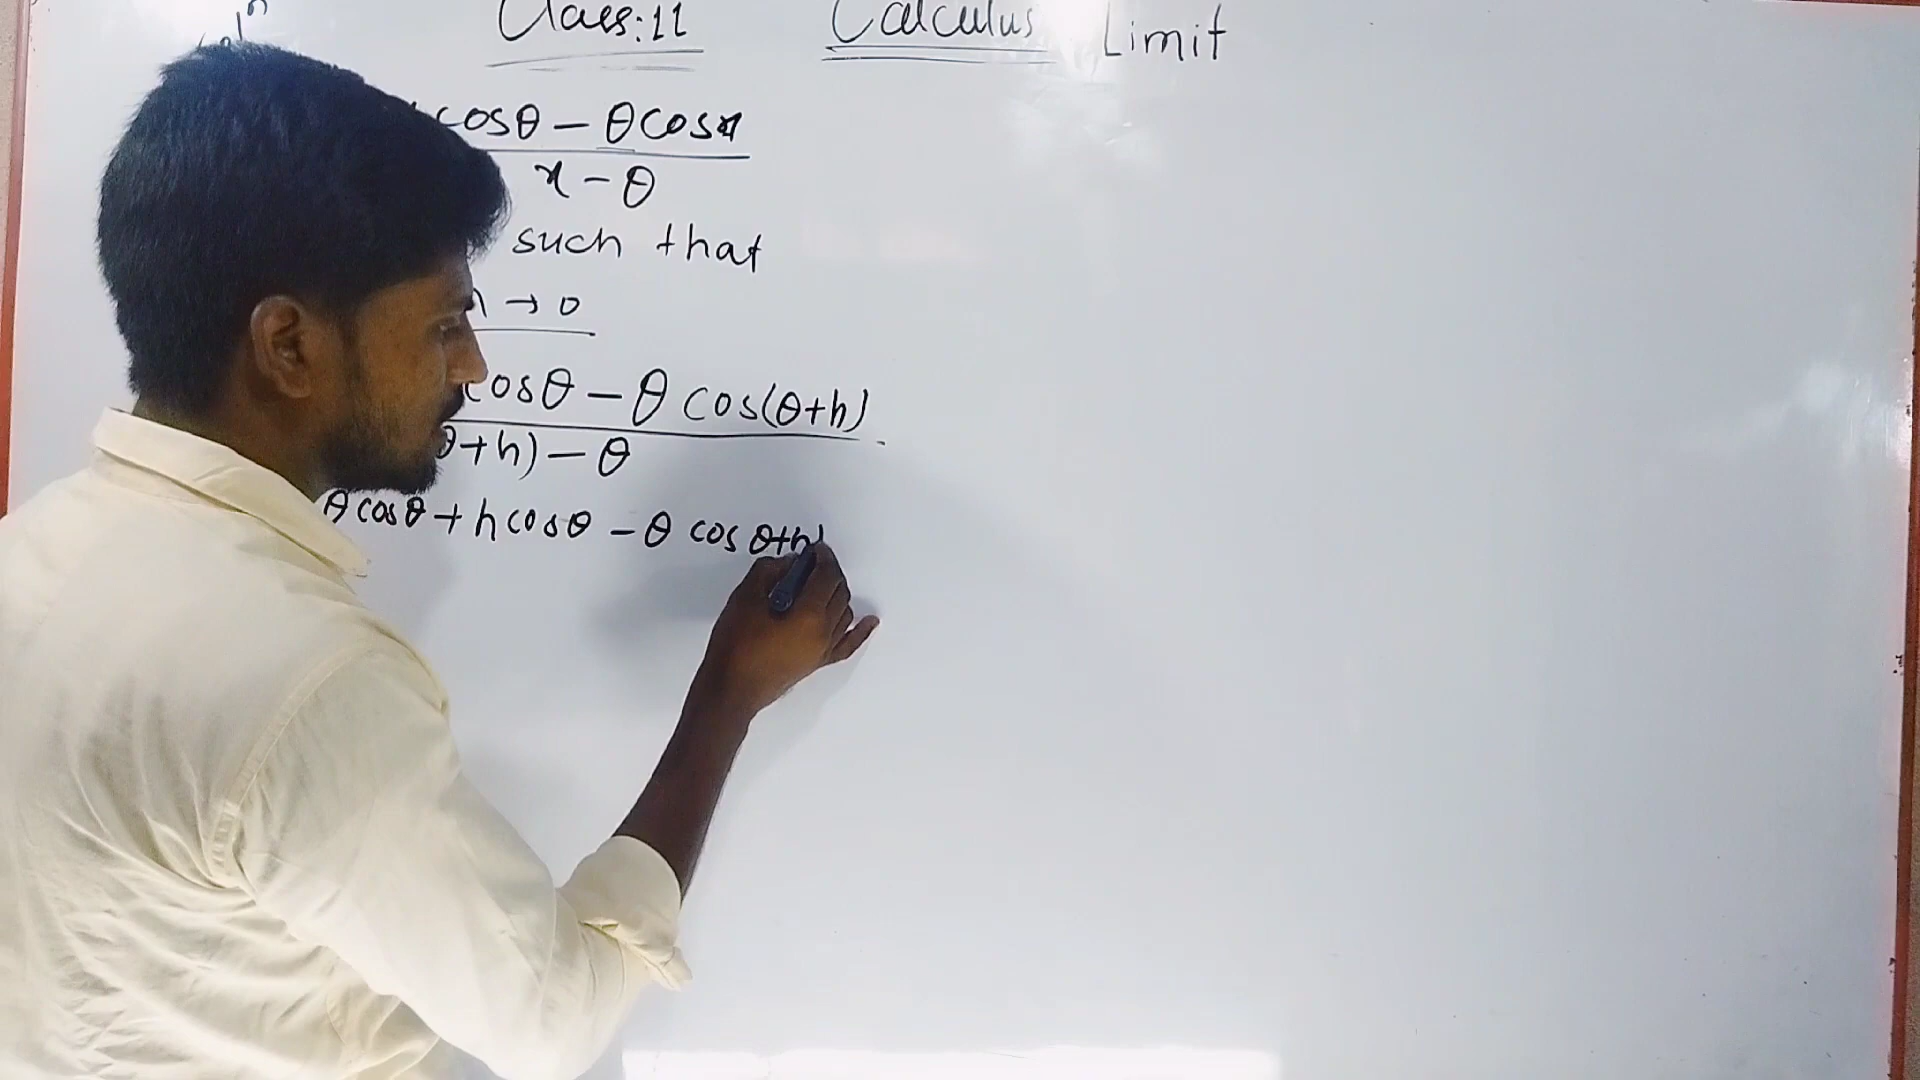 Class:11 Calculus Limit
cosθ - θcosx
x - θ
such that
h → 0
cosθ - θ cos(θ+h)
θ+h) - θ
θcosθ + hcosθ - θ cos θ+h)